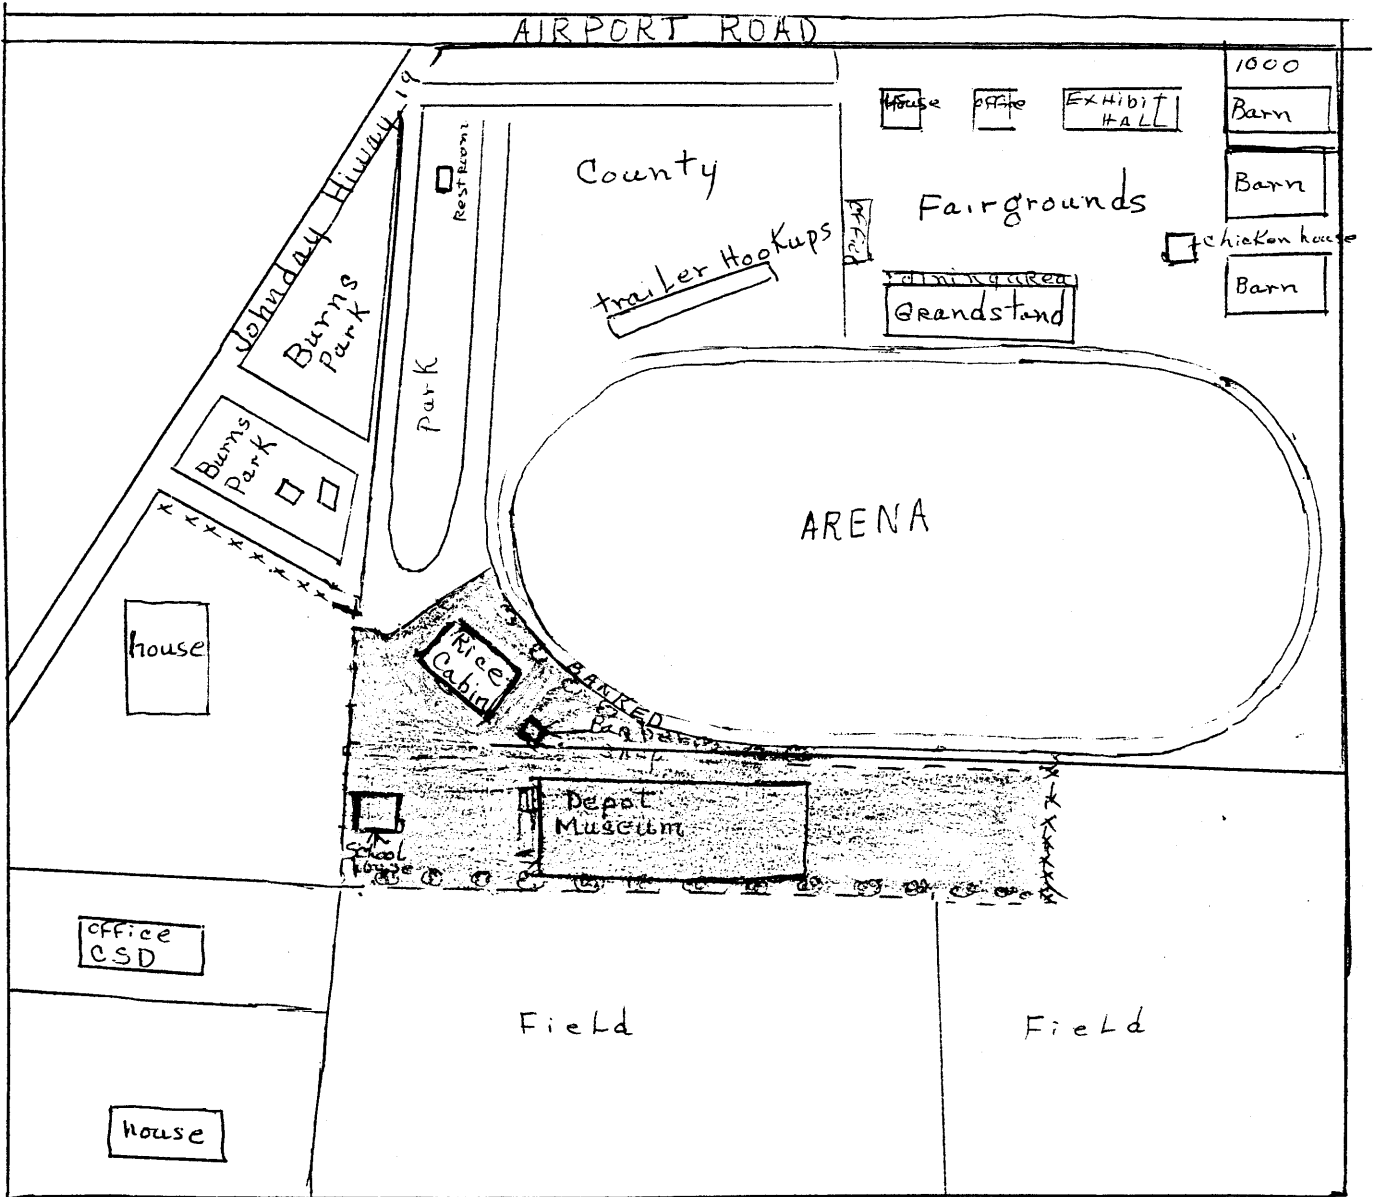 AIRPORT ROAD
Johnday Hiway 19
RestRoom
County
House
office
EXHibit
HALL
1000
Barn
Barn
Fairgrounds
chicken house
Barn
traiLer HooKups
diningaRea
Grandstand
Burns
Park
Park
Burns
Park
ARENA
house
Rice
Cabin
BANKED
Depot
Museum
School
house
office
CSD
FieLd
FieLd
house